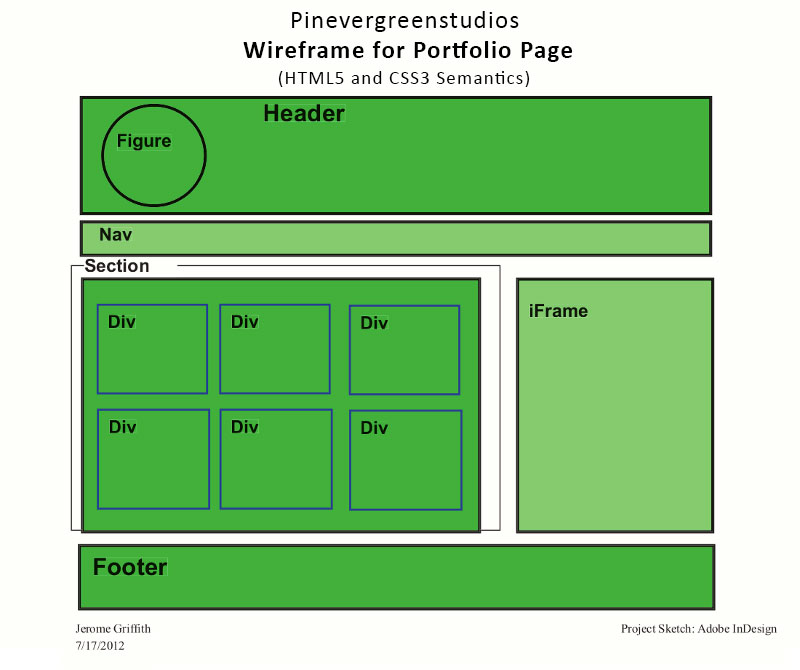 Pinevergreenstudios
Wireframe for Portfolio Page
(HTML5 and CSS3 Semantics)
Header
Figure
Nav
Section
Div Div Div
Div Div Div
iFrame
Footer
Jerome Griffith
7/17/2012
Project Sketch: Adobe InDesign